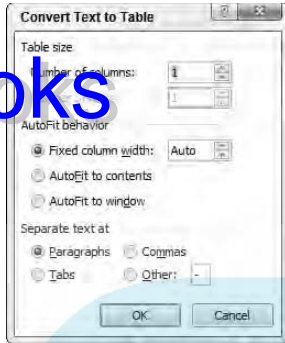 Convert Text to Table
Table size
Number of columns: 1
1
oks
AutoFit behavior
Fixed column width: Auto
AutoFit to contents
AutoFit to window
Separate text at
Paragraphs Commas
Tabs Other: -
OK Cancel